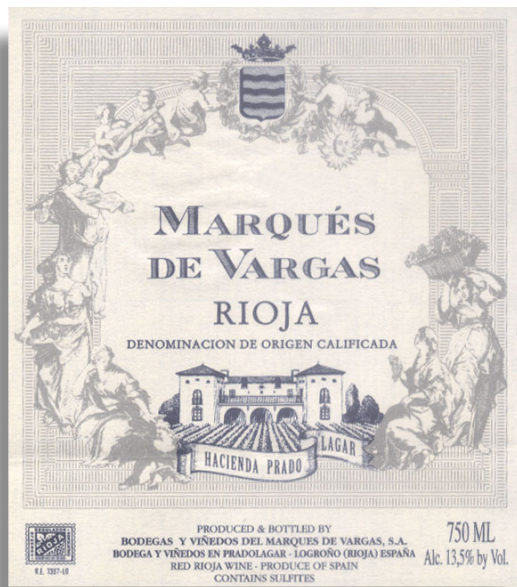 MARQUÉS
DE VARGAS
RIOJA
DENOMINACION DE ORIGEN CALIFICADA
HACIENDA PRADO LAGAR
PRODUCED & BOTTLED BY
BODEGAS Y VIÑEDOS DEL MARQUES DE VARGAS, S.A.
BODEGA Y VIÑEDOS EN PRADOLAGAR - LOGROÑO (RIOJA) ESPAÑA
RED RIOJA WINE - PRODUCE OF SPAIN
CONTAINS SULFITES
750 ML
Alc. 13,5% by Vol.
RIOJA